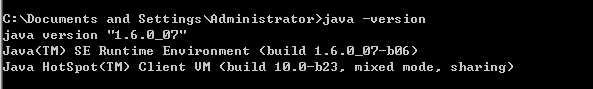 C:\Documents and Settings\Administrator>java -version
java version "1.6.0_07"
Java(TM) SE Runtime Environment (build 1.6.0_07-b06)
Java HotSpot(TM) Client VM (build 10.0-b23, mixed mode, sharing)